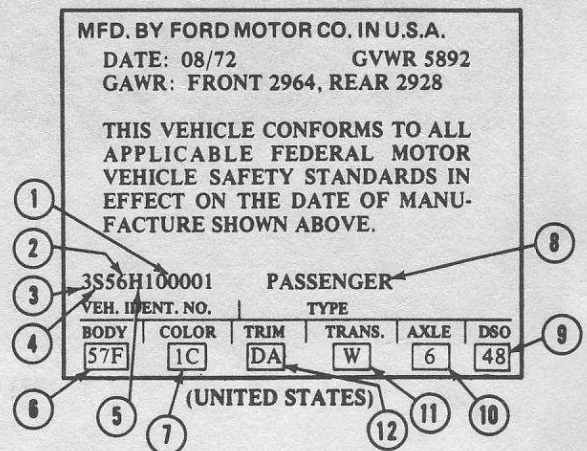 MFD. BY FORD MOTOR CO. IN U.S.A.
DATE: 08/72 GVWR 5892
GAWR: FRONT 2964, REAR 2928
THIS VEHICLE CONFORMS TO ALL
APPLICABLE FEDERAL MOTOR
VEHICLE SAFETY STANDARDS IN
EFFECT ON THE DATE OF MANU-
FACTURE SHOWN ABOVE.
1
2
8
3 3S56H100001 PASSENGER
VEH. IDENT. NO. TYPE
4
BODY COLOR TRIM TRANS. AXLE DSO
57F 1C DA W 6 48 9
(UNITED STATES)
6 5 7 12 11 10